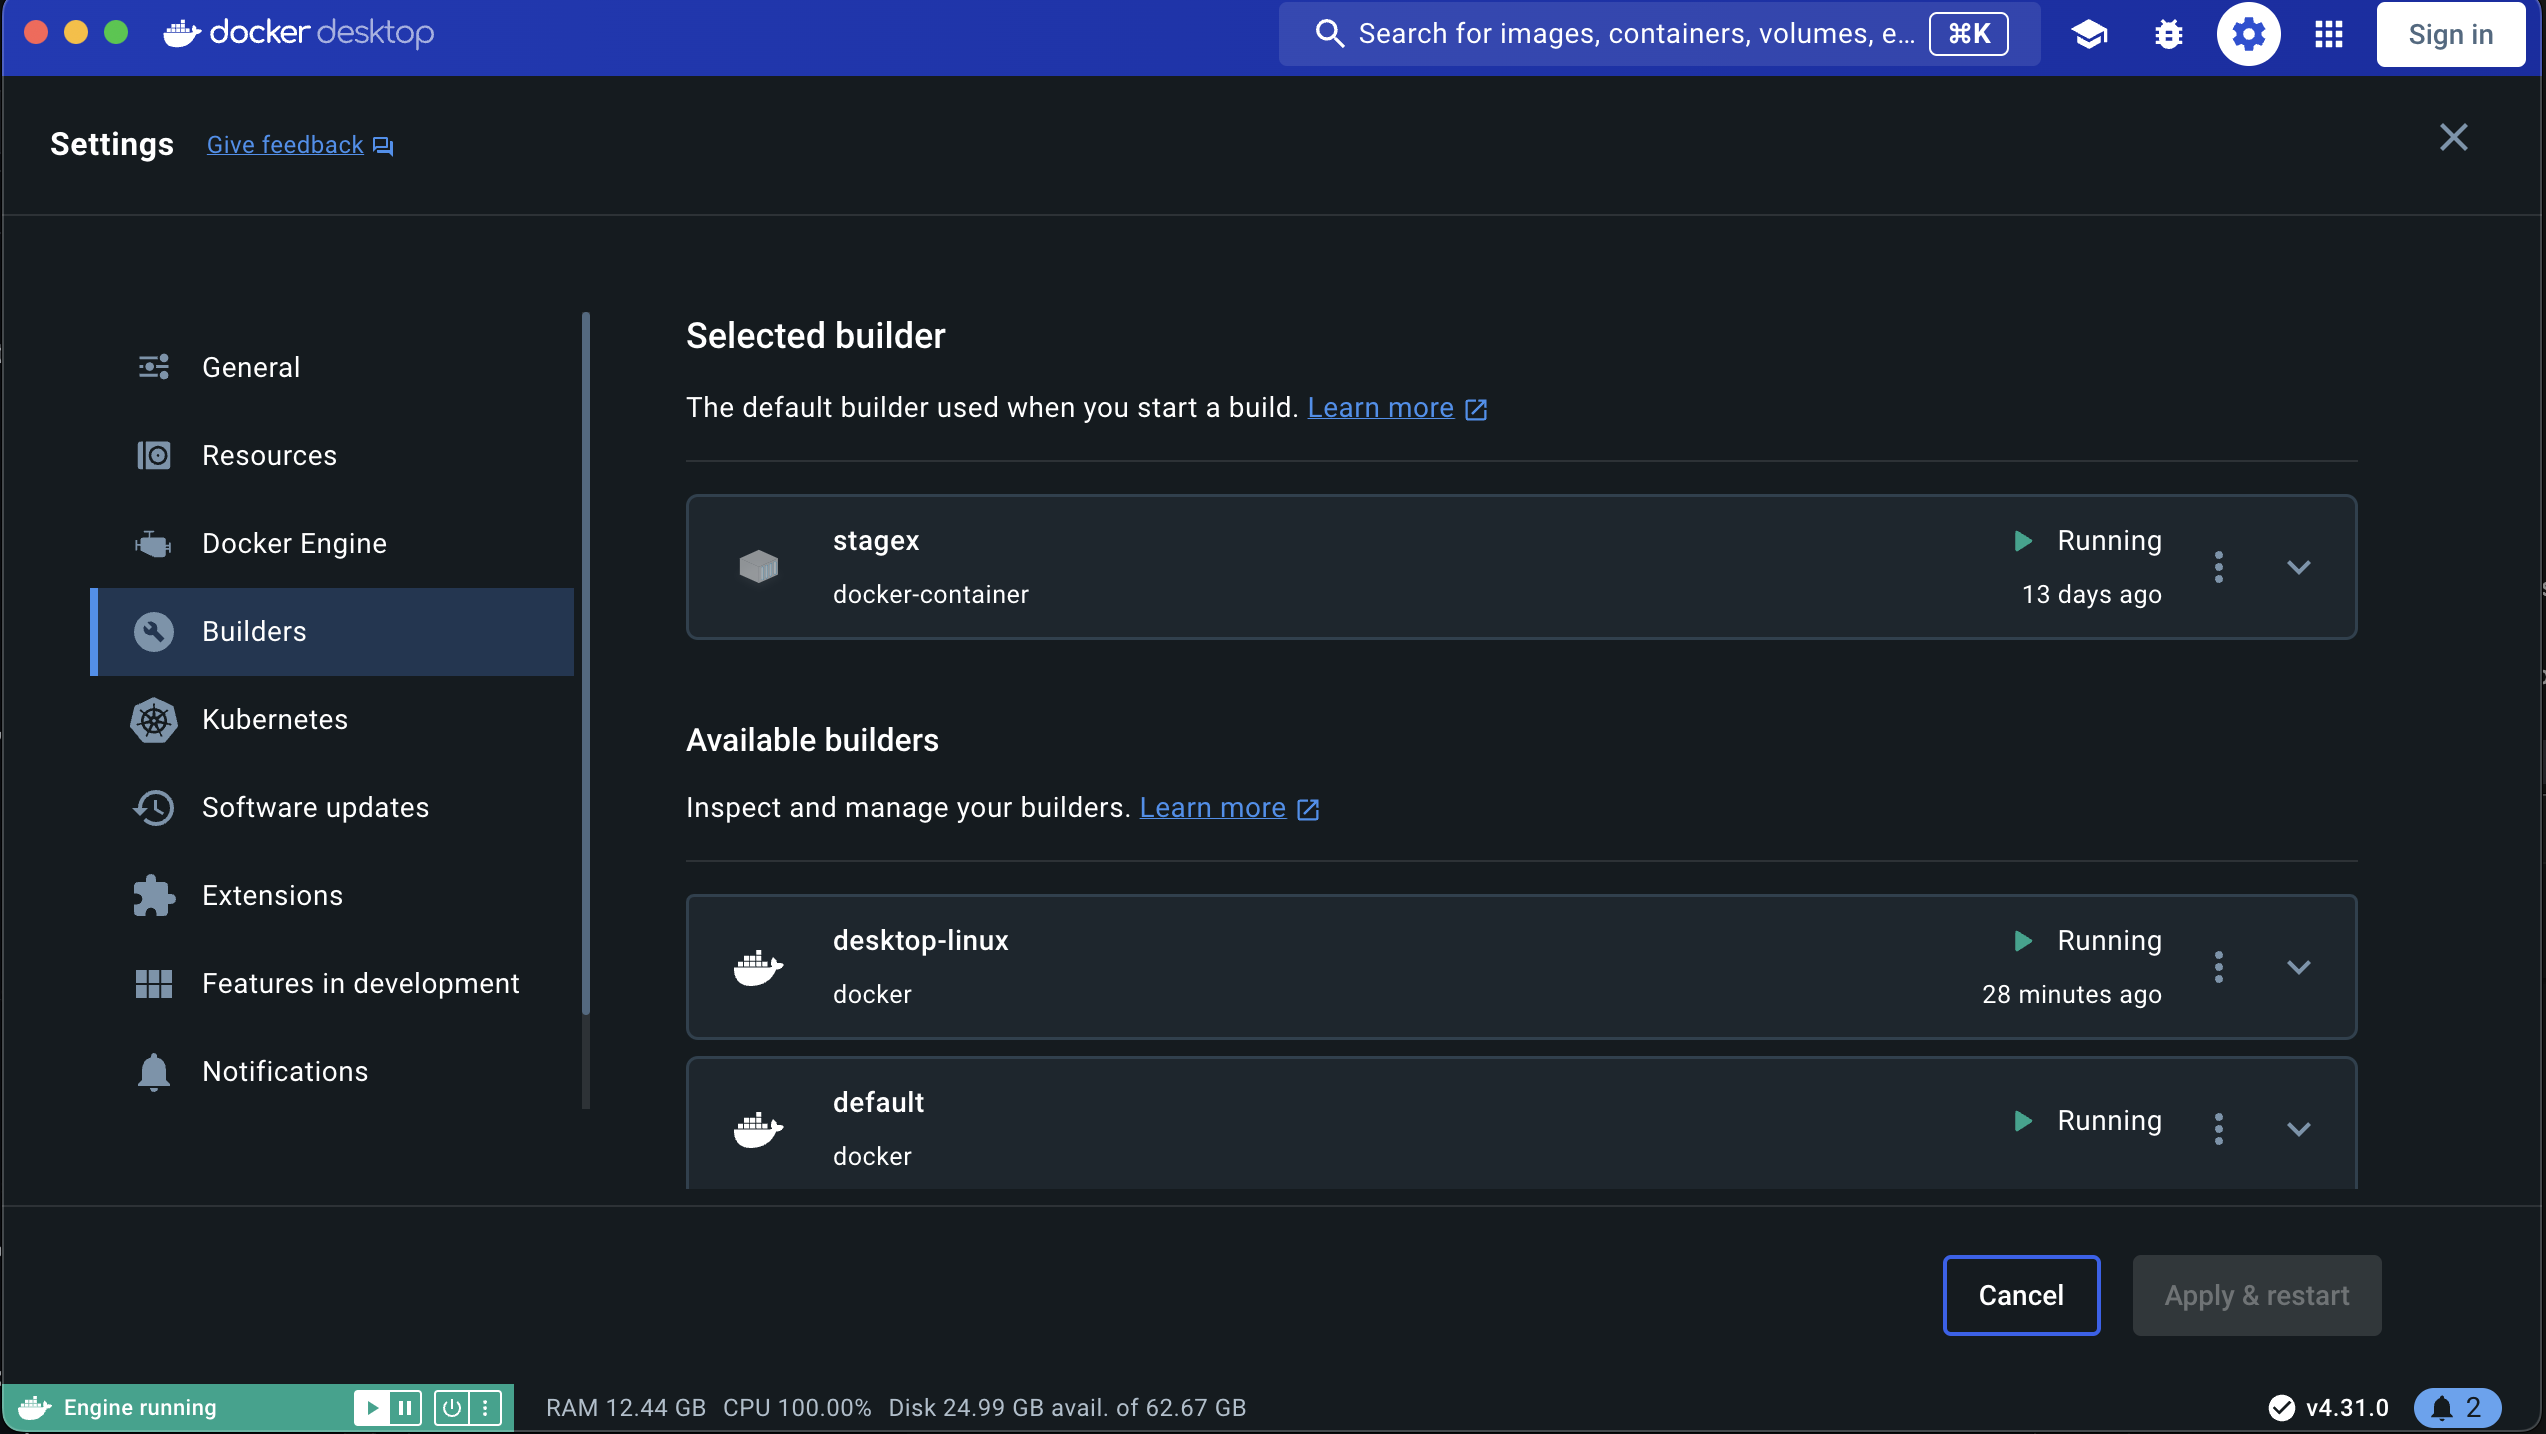 docker desktop
Search for images, containers, volumes, e... ⌘K
Sign in
Settings
Give feedback
General
Resources
Docker Engine
Builders
Kubernetes
Software updates
Extensions
Features in development
Notifications
Selected builder
The default builder used when you start a build. Learn more
stagex
docker-container
Running
13 days ago
Available builders
Inspect and manage your builders. Learn more
desktop-linux
docker
Running
28 minutes ago
default
docker
Running
Cancel
Apply & restart
Engine running
RAM 12.44 GB CPU 100.00% Disk 24.99 GB avail. of 62.67 GB
v4.31.0
2